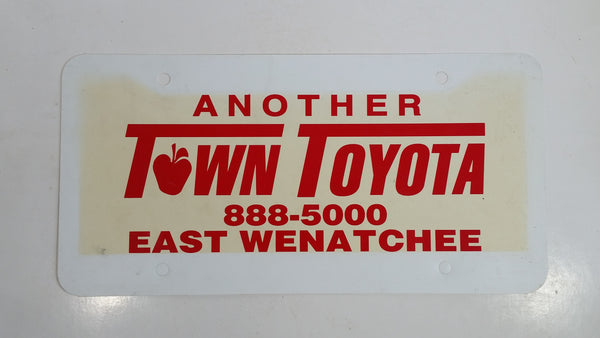 ANOTHER
TOWN TOYOTA
888-5000
EAST WENATCHEE